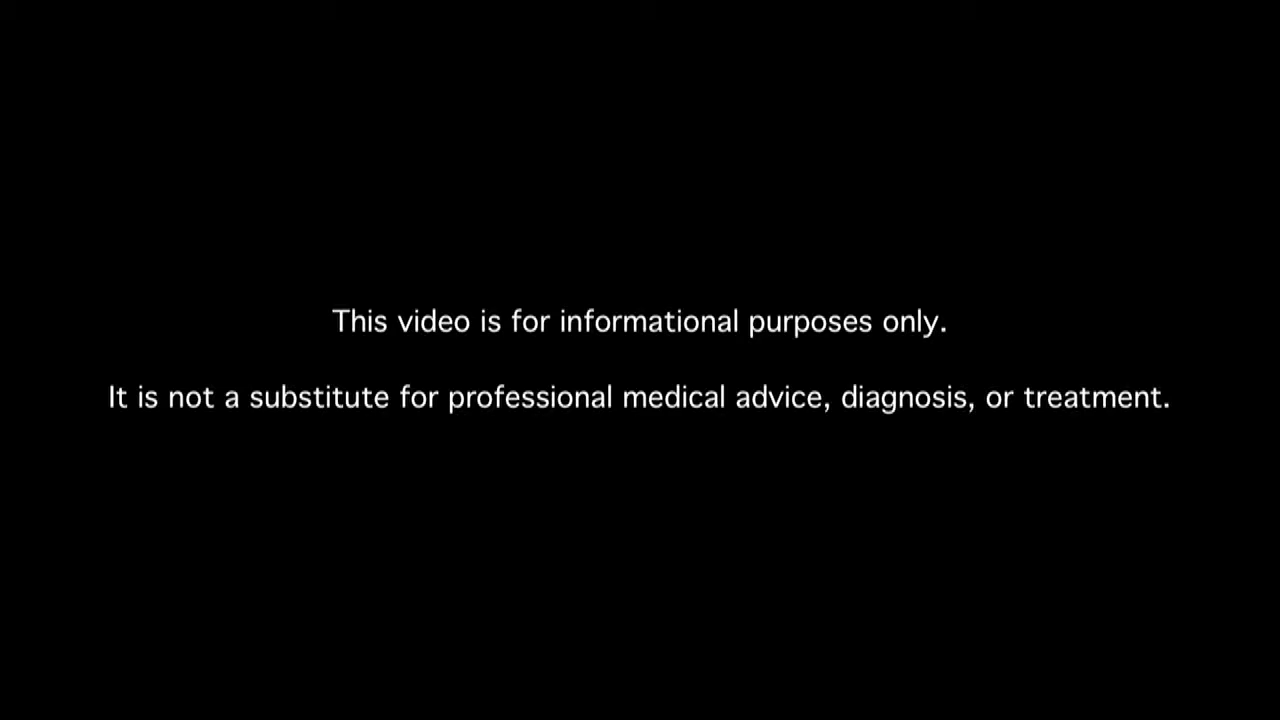 This video is for informational purposes only.
It is not a substitute for professional medical advice, diagnosis, or treatment.